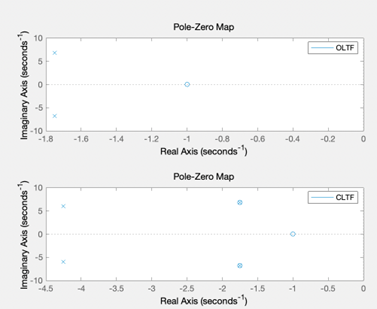 Pole-Zero Map
Imaginary Axis (seconds⁻¹)
10
5
0
-5
-10
OLTF
-1.8 -1.6 -1.4 -1.2 -1 -0.8 -0.6 -0.4 -0.2 0
Real Axis (seconds⁻¹)
Pole-Zero Map
Imaginary Axis (seconds⁻¹)
10
5
0
-5
-10
CLTF
-4.5 -4 -3.5 -3 -2.5 -2 -1.5 -1 -0.5 0
Real Axis (seconds⁻¹)